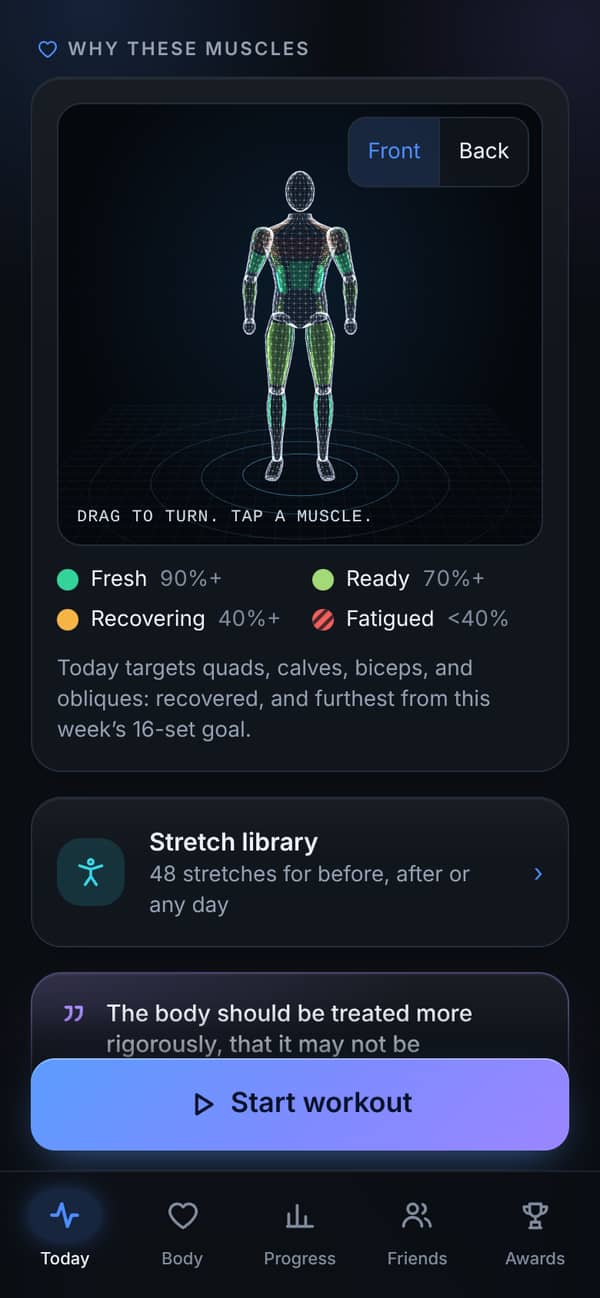 WHY THESE MUSCLES
Front Back
DRAG TO TURN. TAP A MUSCLE.
Fresh 90%+ Ready 70%+
Recovering 40%+ Fatigued <40%
Today targets quads, calves, biceps, and
obliques: recovered, and furthest from this
week’s 16-set goal.
Stretch library
48 stretches for before, after or
any day
›
The body should be treated more
rigorously, that it may not be
Start workout
Today Body Progress Friends Awards